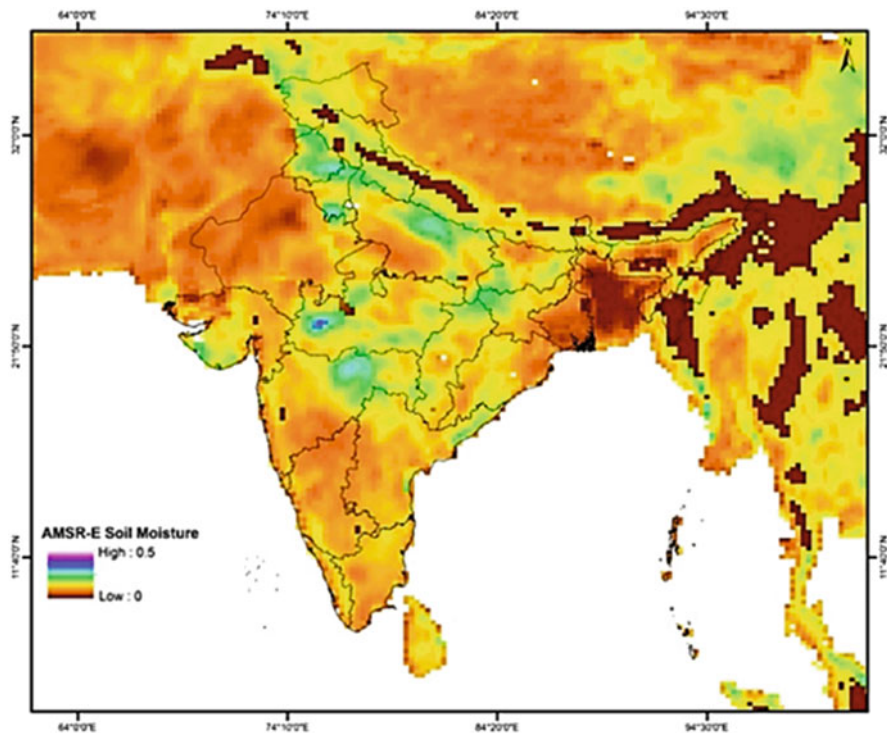 64°0'0"E 74°10'0"E 84°20'0"E 94°30'0"E
N
32°0'0"N 32°0'0"N
21°50'0"N 21°50'0"N
AMSR-E Soil Moisture
High : 0.5
Low : 0
11°40'0"N 11°40'0"N
64°0'0"E 74°10'0"E 84°20'0"E 94°30'0"E